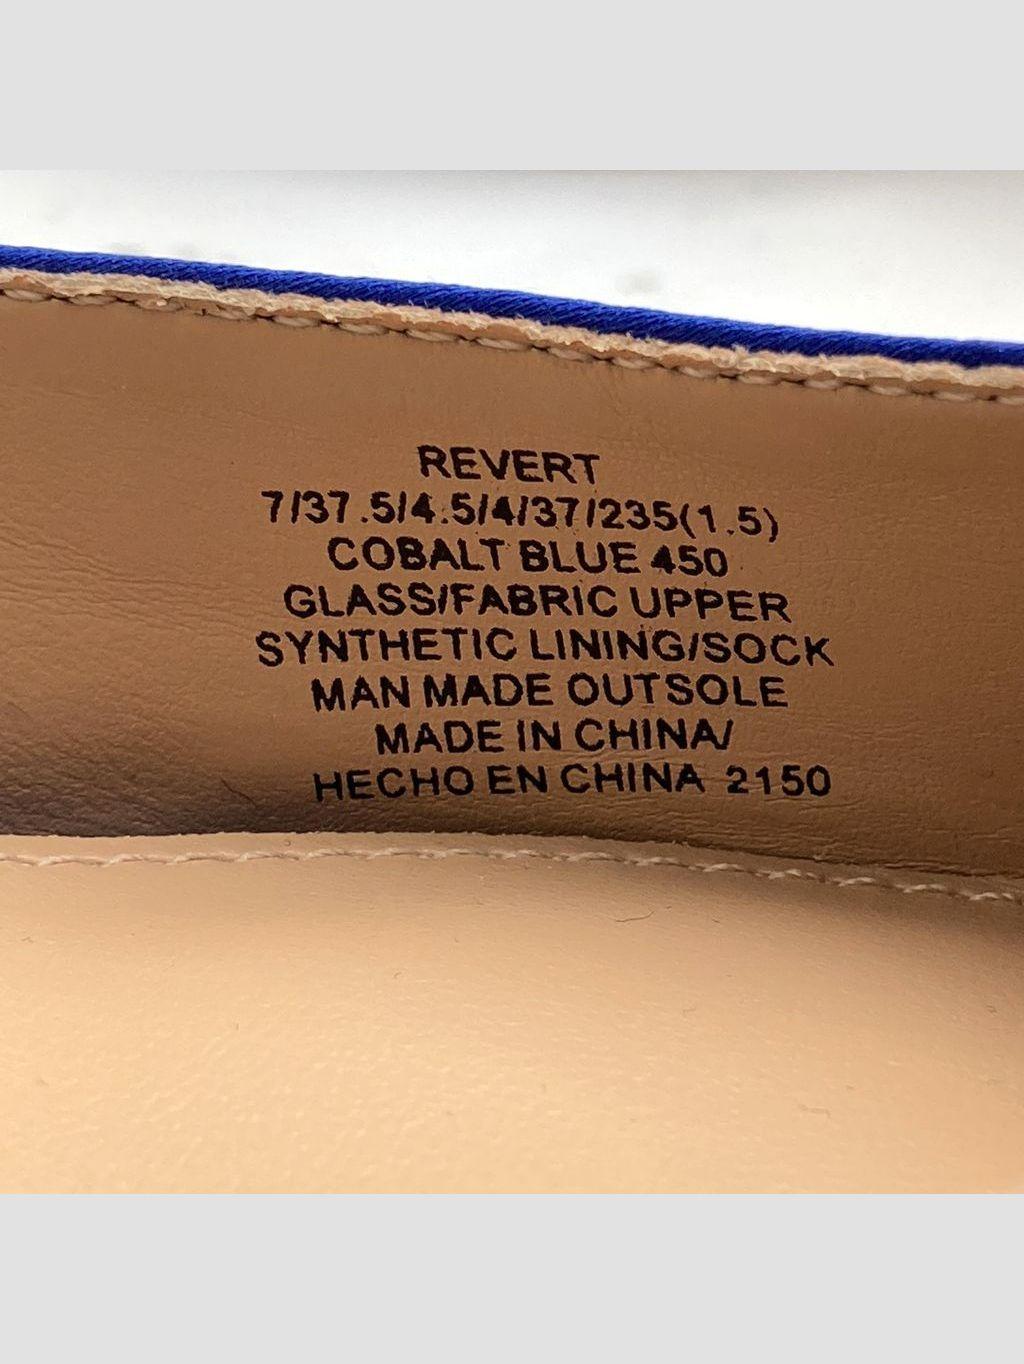 REVERT
7/37.5/4.5/4/37/235(1.5)
COBALT BLUE 450
GLASS/FABRIC UPPER
SYNTHETIC LINING/SOCK
MAN MADE OUTSOLE
MADE IN CHINA/
HECHO EN CHINA 2150